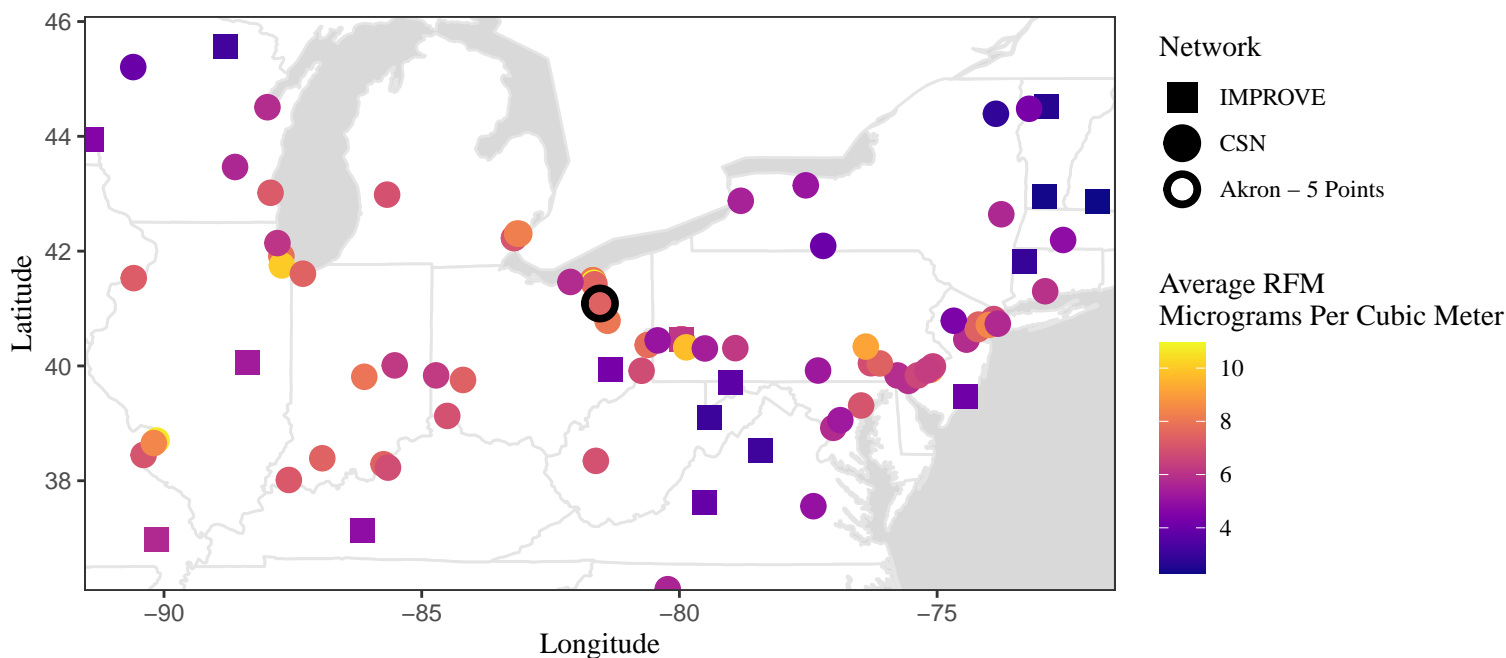 46
44
42
40
38
Latitude
−90
−85
−80
−75
Longitude
Network
IMPROVE
CSN
Akron − 5 Points
Average RFM
Micrograms Per Cubic Meter
10
8
6
4